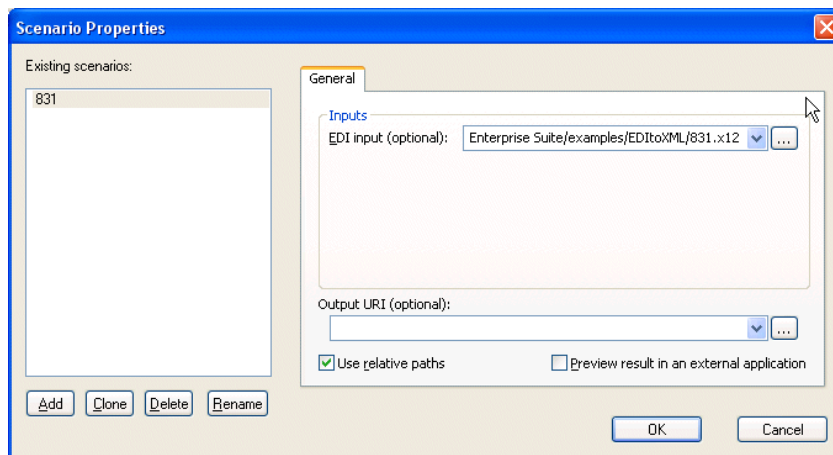 Scenario Properties
Existing scenarios:
831
General
Inputs
EDI input (optional): Enterprise Suite/examples/EDItoXML/831.x12 ...
Output URI (optional):
...
Use relative paths Preview result in an external application
Add Clone Delete Rename
OK Cancel